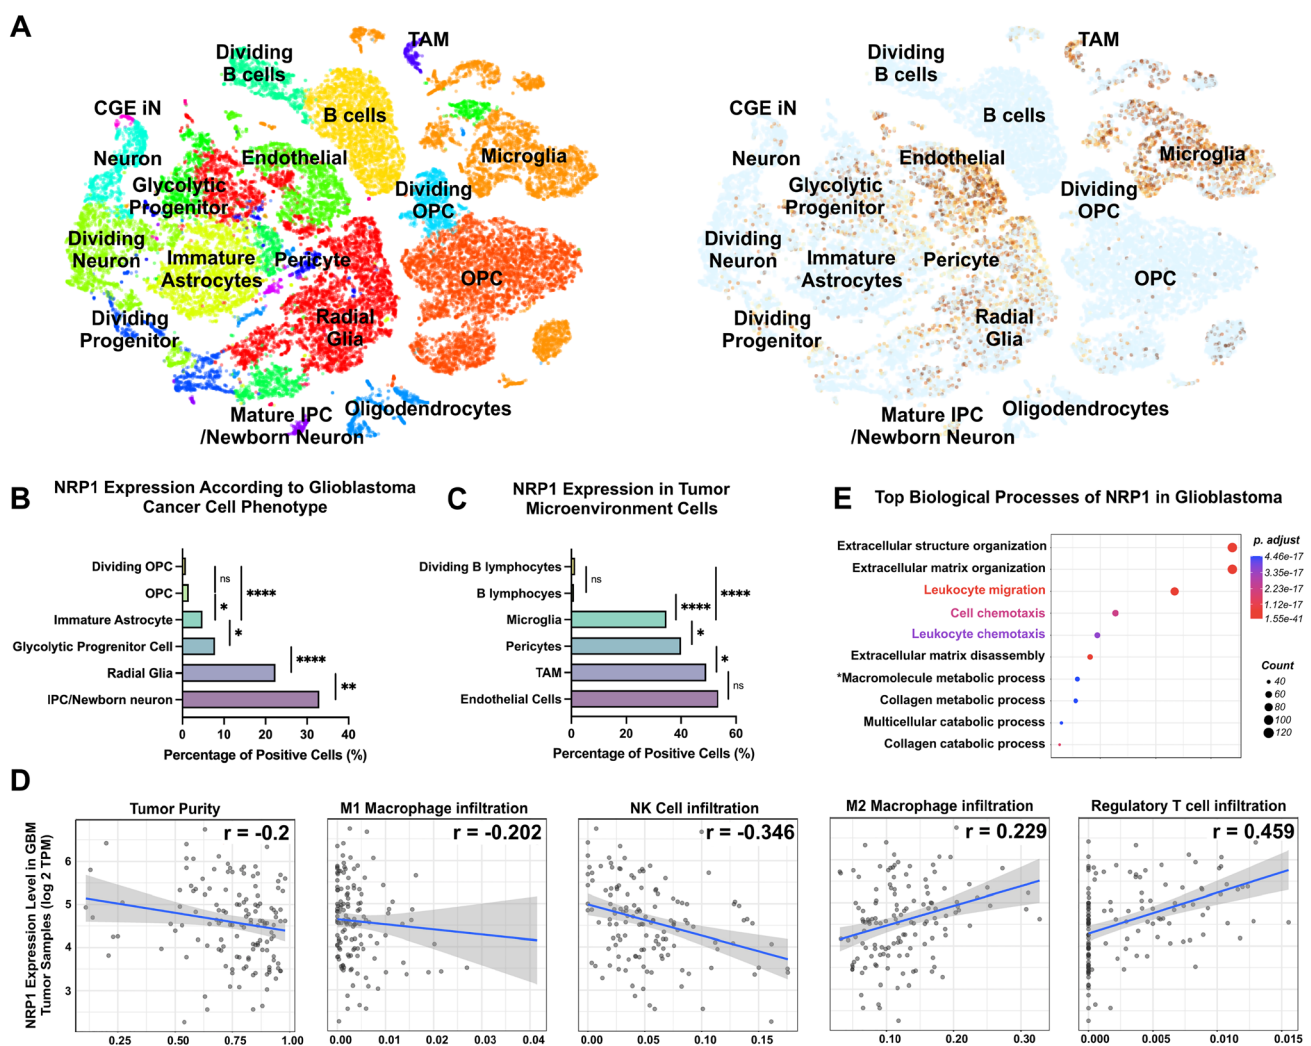 A
TAM
Dividing
B cells
CGE iN
B cells
Neuron
Endothelial
Microglia
Glycolytic
Progenitor
Dividing
OPC
Dividing
Neuron
Immature
Astrocytes
Pericyte
OPC
Dividing
Progenitor
Radial
Glia
Mature IPC
/Newborn Neuron
Oligodendrocytes
TAM
Dividing
B cells
CGE iN
B cells
Neuron
Endothelial
Microglia
Glycolytic
Progenitor
Dividing
OPC
Dividing
Neuron
Immature
Astrocytes
Pericyte
OPC
Dividing
Progenitor
Radial
Glia
Mature IPC
/Newborn Neuron
Oligodendrocytes
B
NRP1 Expression According to Glioblastoma
Cancer Cell Phenotype
Dividing OPC
OPC
Immature Astrocyte
Glycolytic Progrenitor Cell
Radial Glia
IPC/Newborn neuron
ns
*
****
*
****
**
0 10 20 30 40
Percentage of Positive Cells (%)
C
NRP1 Expression in Tumor
Microenvironment Cells
Dividing B lymphocytes
B lymphocyes
Microglia
Pericytes
TAM
Endothelial Cells
ns
****
****
*
*
ns
0 20 40 60
Percentage of Positive Cells (%)
E
Top Biological Processes of NRP1 in Glioblastoma
Extracellular structure organization
Extracellular matrix organization
Leukocyte migration
Cell chemotaxis
Leukocyte chemotaxis
Extracellular matrix disassembly
*Macromolecule metabolic process
Collagen metabolic process
Multicellular catabolic process
Collagen catabolic process
p. adjust
4.46e-17
3.35e-17
2.23e-17
1.12e-17
1.55e-41
Count
40
60
80
100
120
D
NRP1 Expression Level in GBM
Tumor Samples (log 2 TPM)
6
5
4
3
Tumor Purity
r = -0.2
0.25 0.50 0.75 1.00
M1 Macrophage infiltration
r = -0.202
0.00 0.01 0.02 0.03 0.04
NK Cell infiltration
r = -0.346
0.00 0.05 0.10 0.15
M2 Macrophage infiltration
r = 0.229
0.10 0.20 0.30
Regulatory T cell infiltration
r = 0.459
0.000 0.005 0.010 0.015